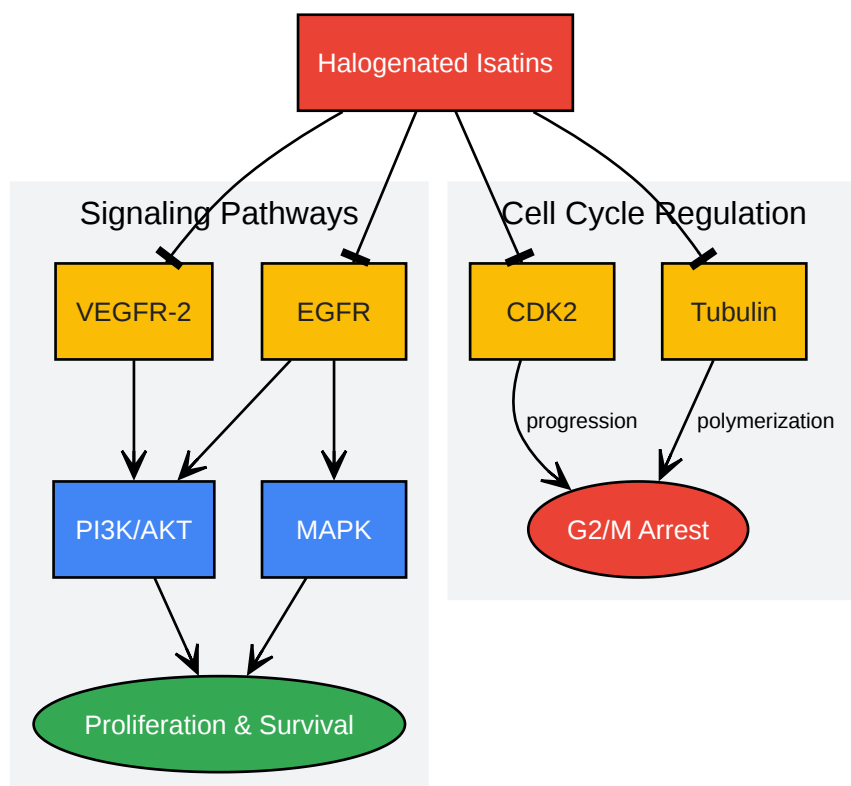 Halogenated Isatins
Signaling Pathways
Cell Cycle Regulation
VEGFR-2
EGFR
CDK2
Tubulin
progression
polymerization
PI3K/AKT
MAPK
G2/M Arrest
Proliferation & Survival